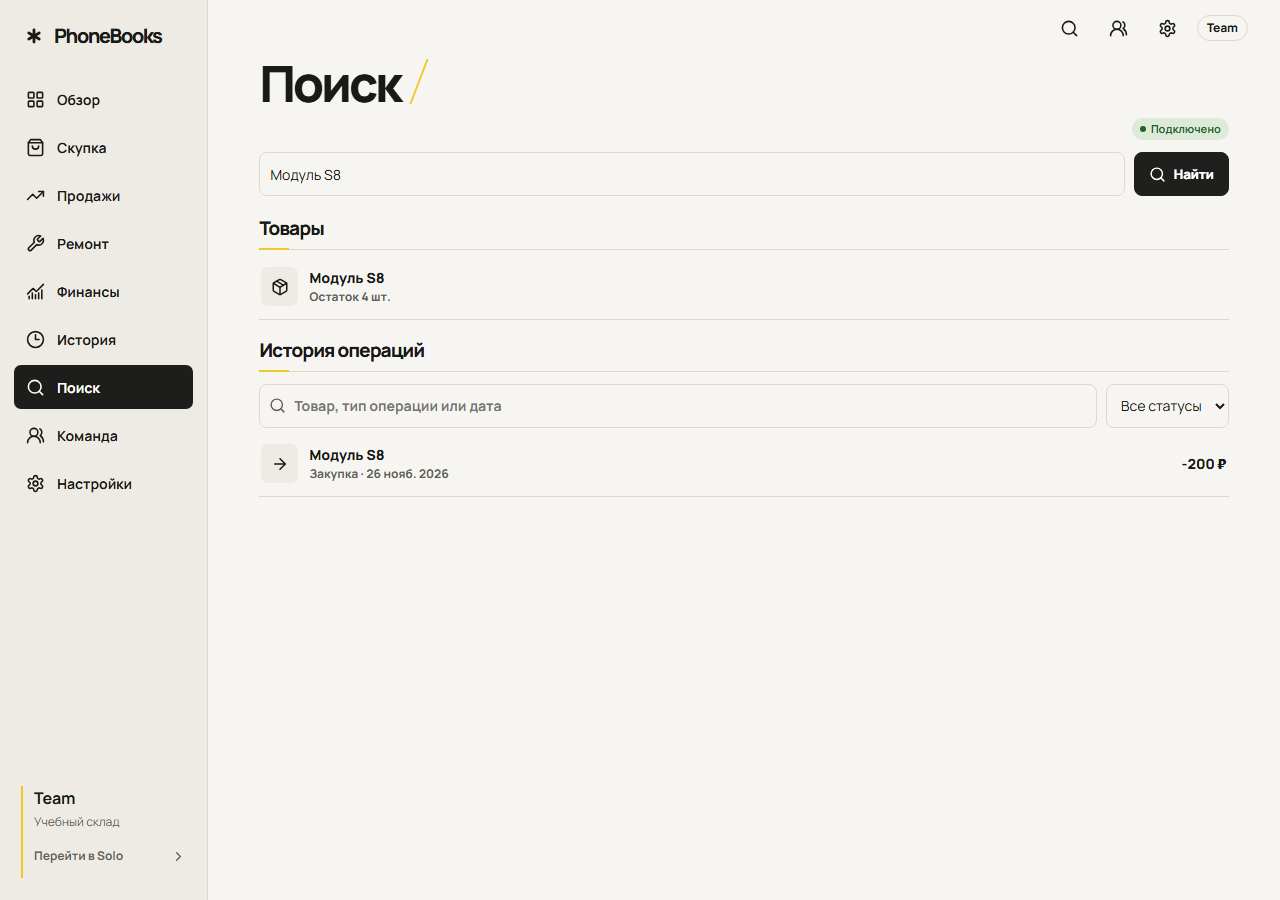 PhoneBooks
Обзор
Скупка
Продажи
Ремонт
Финансы
История
Поиск
Команда
Настройки
Team
Учебный склад
Перейти в Solo
Team
Поиск /
Подключено
Модуль S8
Найти
Товары
Модуль S8
Остаток 4 шт.
История операций
Товар, тип операции или дата
Все статусы
Модуль S8
Закупка · 26 нояб. 2026
-200 ₽